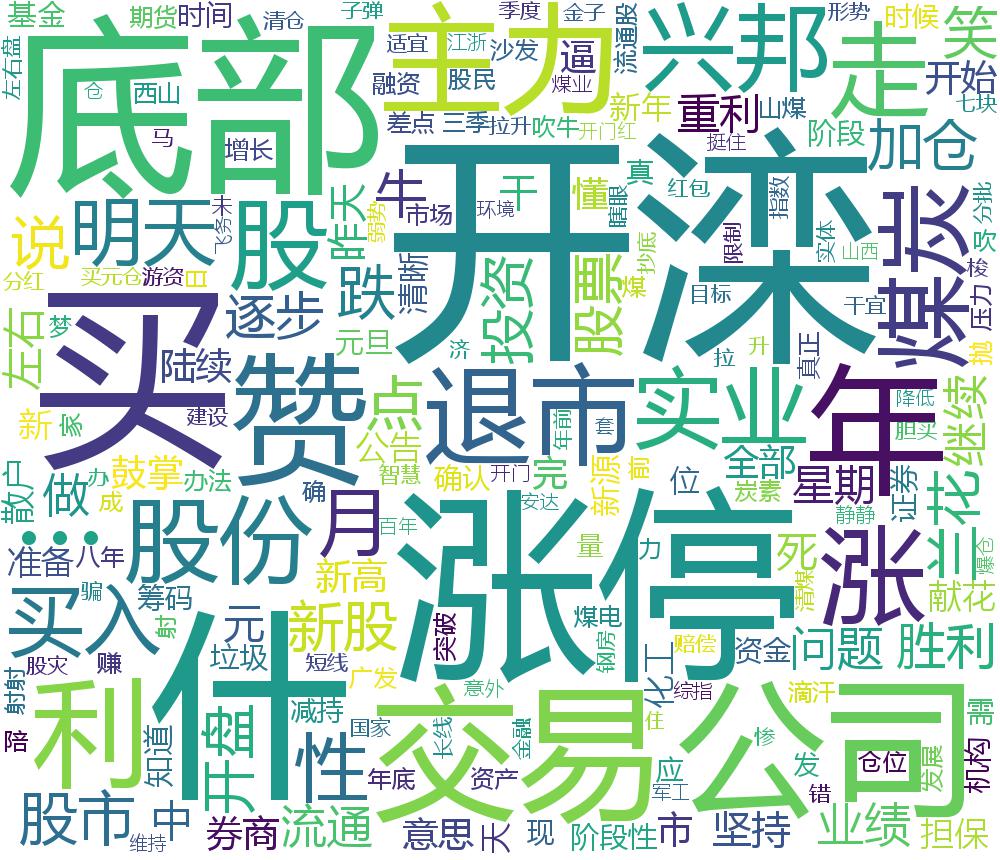 基金
期货
时间
清仓
子弹
季度
金子
形势
时候
笑
左右盘
底部
主力
兴邦
走
适宜
江浙
沙发
逼
流通股
开始
仓
西山
融资
股民
煤业
新年
重利
山煤
七块
马
增长
差点
三季
拉升
吹牛
开门红
挺住
阶段
加仓
说
明天
未
飞务实
股
昨天
弱势
牛
市场
环境
干
懂
瞎眼
真
红包
限制
指数
实体
山西
煤炭
吹
分批
梭
压力
抛
分红
买元仓
游资
日
逐步
跌
清晰
开滦
投资
股票
抄底
目标
干宜
左右
梦
买
陆续
元旦
济
拉
升
真正
新
家
建设
赞
点
退市
年前
套
实业
年
降低
胆买
继续
散户
做
办
成
鼓掌
办法
公告
智慧
确认
开门
完
新源
前
位
全部
炭素
星期
证券
兰花
确
月
百年
安达
静静
爆仓
准备
八年
股份
涨停
量
力
死
清煤
涨
献花
买入
骗
筹码
射
什
新高
元
新股
突破
煤电
钢房
赔偿
资金
问题
胜利
股灾
赚
垃圾
短线
广发
意外
化工
综指
滴汗
需
射射
陪
利
知道
开盘
减持
性
国家
交易
长线
金融
住
公司
惨
仓位
发展
机构
年底
资产
应
军工
发
错
股市
维持
中
券商
流通
意思
天
现
阶段性
市
坚持
业绩
担保